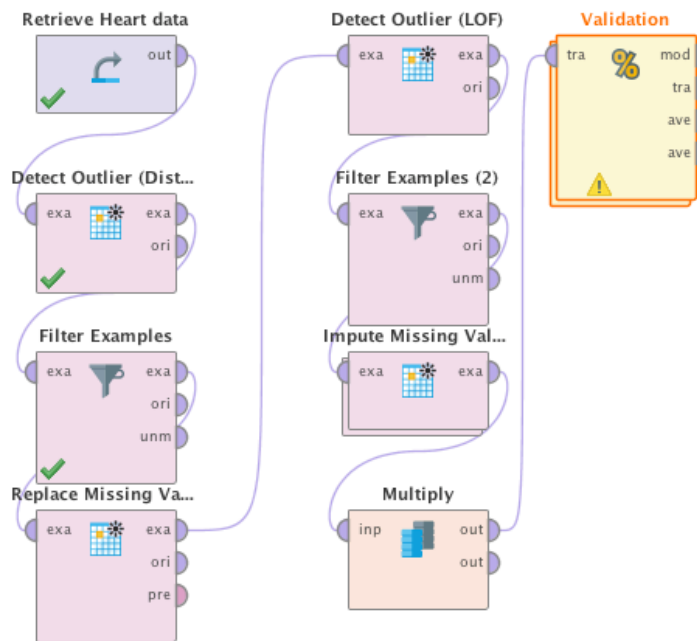 Retrieve Heart data
out
Detect Outlier (Dist...
exa exa
ori
Filter Examples
exa exa
ori
unm
Replace Missing Va...
exa exa
ori
pre
Detect Outlier (LOF)
exa exa
ori
Filter Examples (2)
exa exa
ori
unm
Impute Missing Val...
exa exa
Multiply
inp out
out
Validation
tra % mod
tra
ave
ave